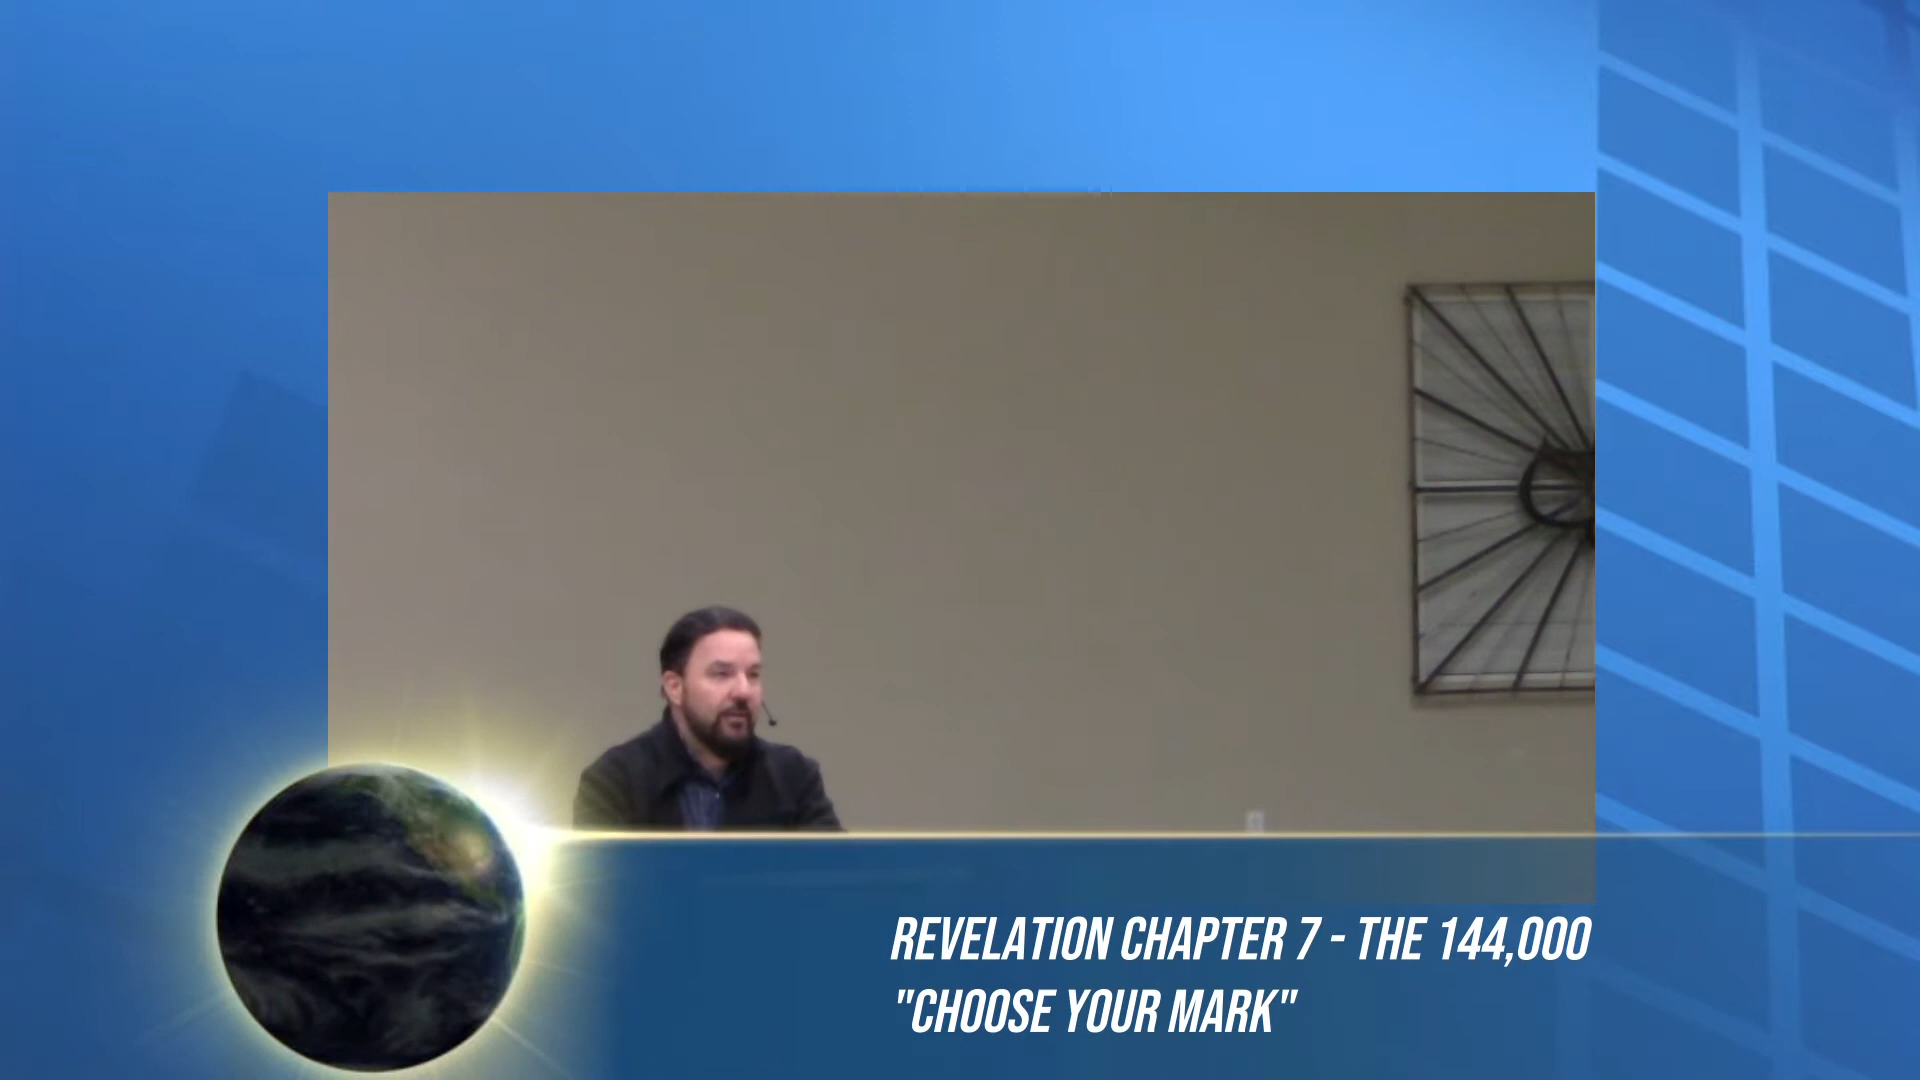 REVELATION CHAPTER 7 - THE 144,000
"CHOOSE YOUR MARK"